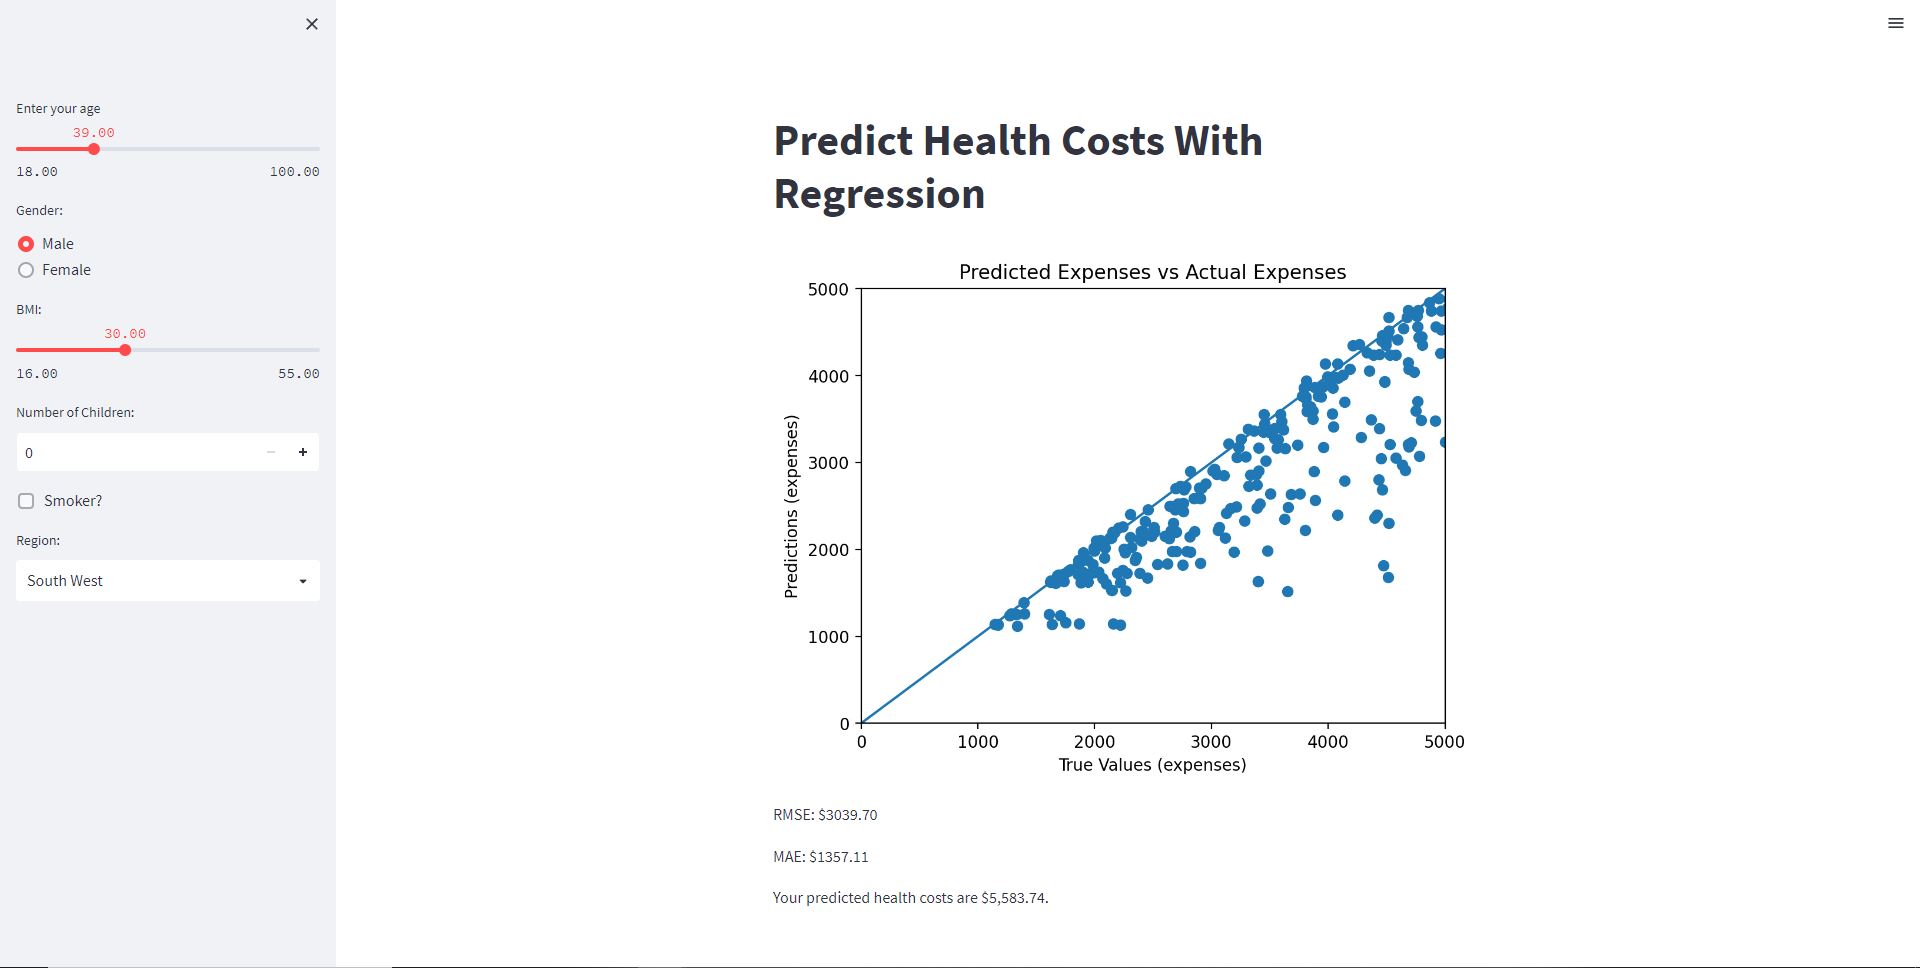 Enter your age
39.00
18.00 100.00
Gender:
Male
Female
BMI:
30.00
16.00 55.00
Number of Children:
0 − +
Smoker?
Region:
South West
Predict Health Costs With
Regression
Predicted Expenses vs Actual Expenses
5000
4000
3000
2000
1000
0
Predictions (expenses)
0 1000 2000 3000 4000 5000
True Values (expenses)
RMSE: $3039.70
MAE: $1357.11
Your predicted health costs are $5,583.74.